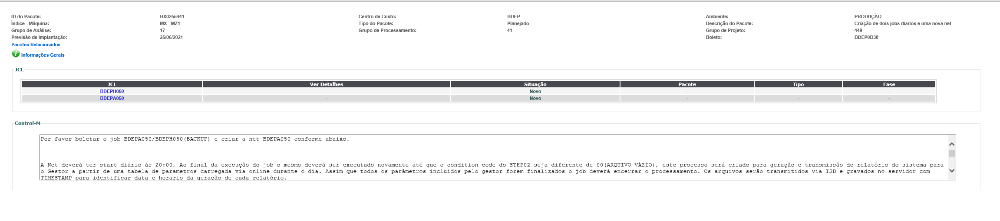 ID do Pacote: HX0255441 Centro de Custo: BDEP Ambiente: PRODUÇÃO
Índice - Máquina: MX - MZ1 Tipo do Pacote: Planejado Descrição do Pacote: Criação de dois jobs diarios e uma nova net
Grupo de Análise: 17 Grupo de Processamento: 41 Grupo de Projeto: 449
Previsão de Implantação: 25/06/2021 Boleto: BDEP0D38
Pacotes Relacionados
Informações Gerais
JCL
JCL Ver Detalhes Situação Pacote Tipo Fase
BDEPH050 - Novo - - -
BDEPA050 - Novo - - -
Control-M
Por favor boletar o job BDEPA050/BDEPH050(BACKUP) e criar a net BDEPA050 conforme abaixo.
A Net deverá ter start diário ás 20:00, Ao final da execução do job o mesmo deverá ser executado novamente até que o condition code do STEP02 seja diferente de 00(ARQUIVO VÁZIO), este processo será criado para geração e transmissão de relatório do sistema para
o Gestor a partir de uma tabela de parametros carregada via online durante o dia. Assim que todos os parâmetros incluidos pelo gestor forem finalizados o job deverá encerrar o processamento. Os arquivos serão transmitidos via ISD e gravados no servidor com
TIMESTAMP para identificar data e horario da geração de cada relatório.